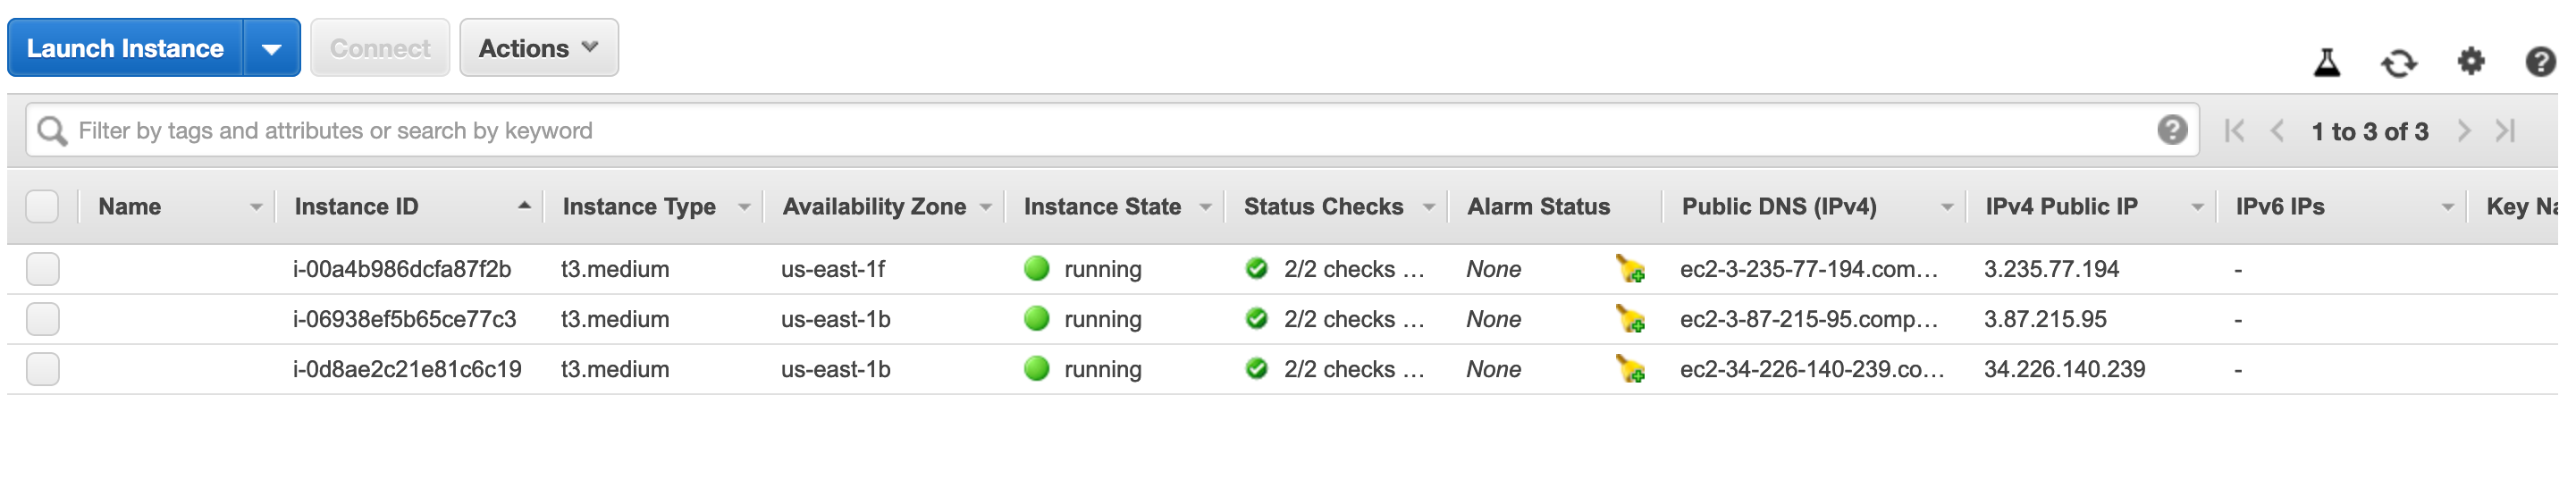 Launch Instance Connect Actions
Filter by tags and attributes or search by keyword 1 to 3 of 3
Name Instance ID Instance Type Availability Zone Instance State Status Checks Alarm Status Public DNS (IPv4) IPv4 Public IP IPv6 IPs Key Na
i-00a4b986dcfa87f2b t3.medium us-east-1f running 2/2 checks ... None ec2-3-235-77-194.com... 3.235.77.194 -
i-06938ef5b65ce77c3 t3.medium us-east-1b running 2/2 checks ... None ec2-3-87-215-95.comp... 3.87.215.95 -
i-0d8ae2c21e81c6c19 t3.medium us-east-1b running 2/2 checks ... None ec2-34-226-140-239.co... 34.226.140.239 -